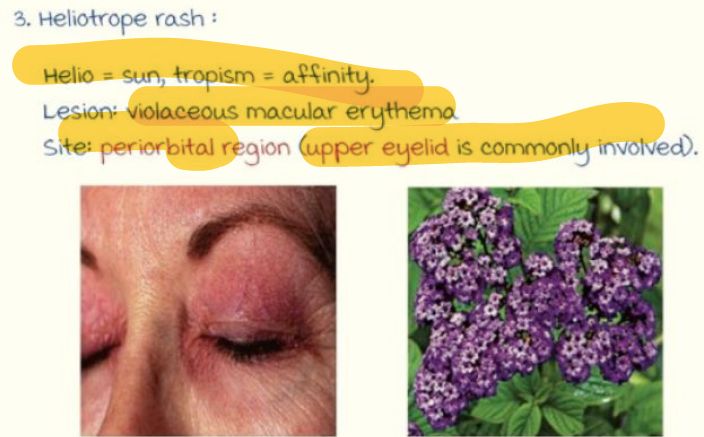 3. Heliotrope rash :
Helio = sun, tropism = affinity.
Lesion: violaceous macular erythema
Site: periorbital region (upper eyelid is commonly involved).